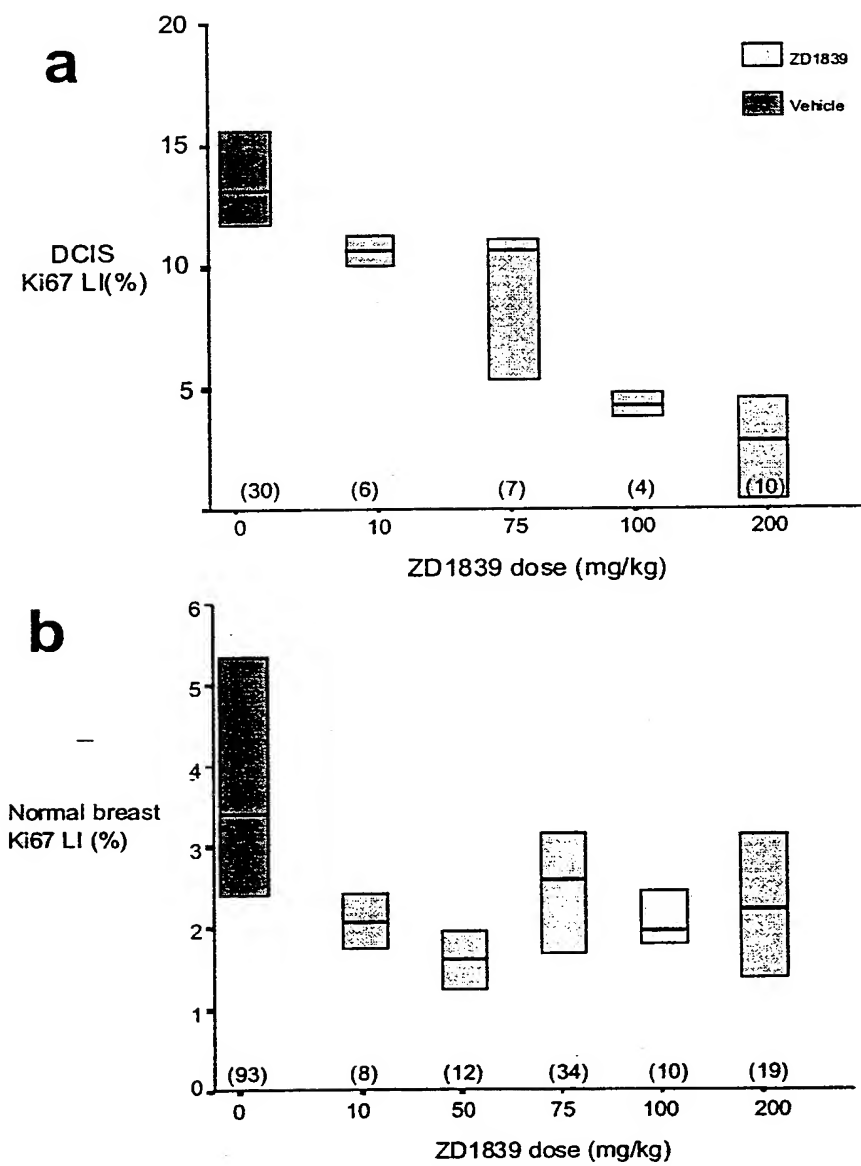 a
20
15
10
5
DCIS
Ki67 LI(%)
ZD1839
Vehicle
(30) (6) (7) (4) (10)
0 10 75 100 200
ZD1839 dose (mg/kg)
b
6
5
4
3
2
1
0
Normal breast
Ki67 LI (%)
(93) (8) (12) (34) (10) (19)
0 10 50 75 100 200
ZD1839 dose (mg/kg)